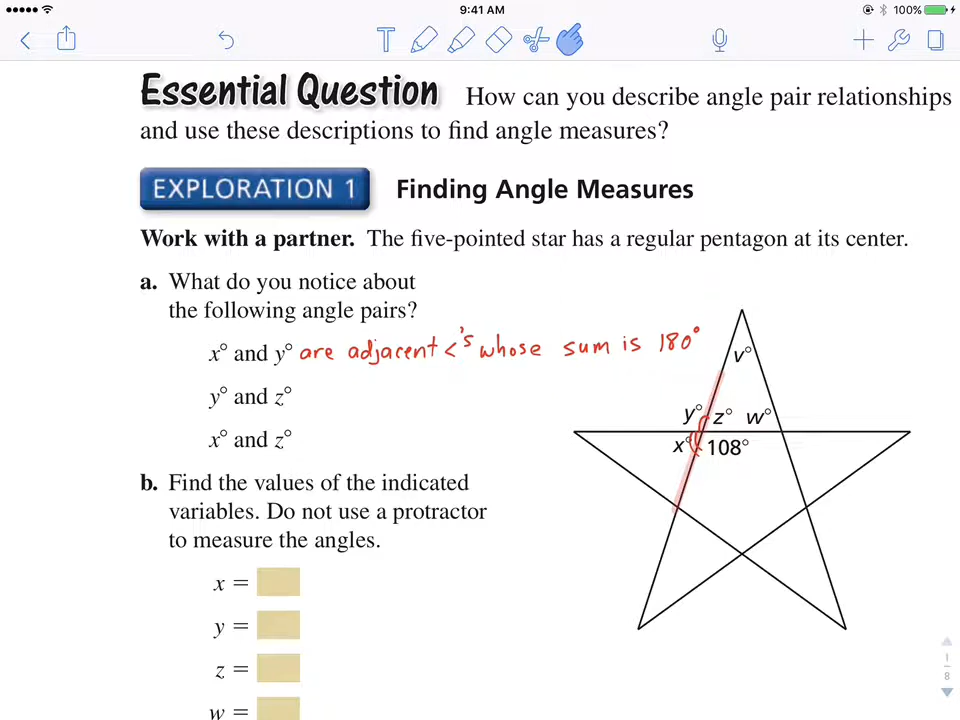 9:41 AM
100%
T
Essential Question How can you describe angle pair relationships
and use these descriptions to find angle measures?
EXPLORATION 1 Finding Angle Measures
Work with a partner. The five-pointed star has a regular pentagon at its center.
a. What do you notice about
the following angle pairs?
x° and y° are adjacent <'s whose sum is 180°
y° and z°
x° and z°
v°
y° z° w°
x° 108°
b. Find the values of the indicated
variables. Do not use a protractor
to measure the angles.
x =
y =
z =
w =
1
8